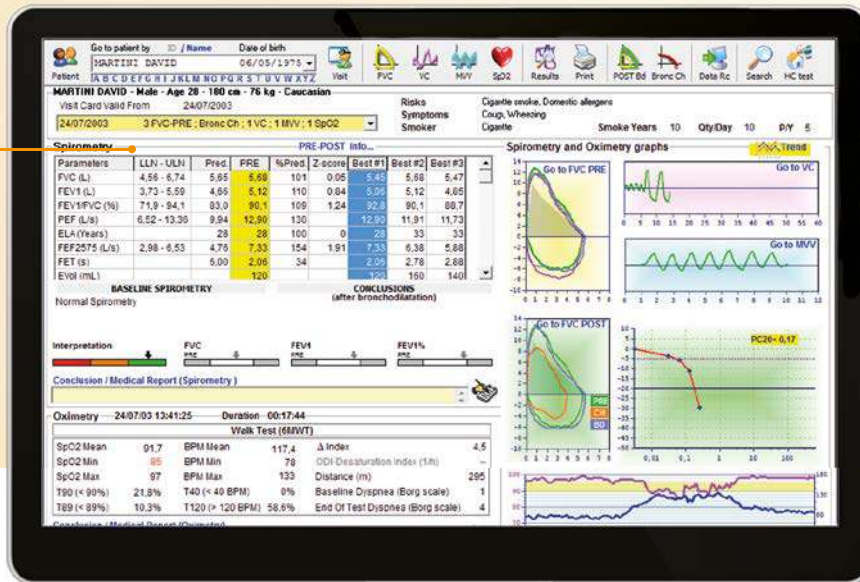 Go to patient by ID / Name Date of birth
MARTINI DAVID 06/05/1975
A B C D E F G H I J K L M N O P Q R S T U V W X Y Z
Patient Visit FVC VC MVV SpO2 Results Print POST Bd Bronc Ch Data Rc Search HC test
MARTINI DAVID - Male - Age 28 - 180 cm - 76 kg - Caucasian
Visit Card Valid From 24/07/2003
24/07/2003 3 FVC-PRE ; Bronc Ch ; 1 VC ; 1 MVV ; 1 SpO2
Risks Cigarette smoke, Domestic allergens
Symptoms Coug, Wheezing
Smoker Cigarette Smoke Years 10 Qty/Day 10 P/Y 5
Spirometry PRE-POST Info...
Parameters LLN - ULN Pred. PRE %Pred. Z-score Best #1 Best #2 Best #3
FVC (L) 4,56 - 6,74 5,65 5,68 101 0,05 5,45 5,68 5,47
FEV1 (L) 3,73 - 5,59 4,66 5,12 110 0,84 5,06 5,12 4,85
FEV1/FVC (%) 71,9 - 94,1 83,0 90,1 109 1,24 92,8 90,1 88,7
PEF (L/s) 6,52 - 13,36 9,94 12,90 130 12,90 11,91 11,73
ELA (Years) 28 28 100 0 28 33 33
FEF2575 (L/s) 2,98 - 6,53 4,76 7,33 154 1,91 7,33 6,38 5,88
FET (s) 6,00 2,06 34 2,06 2,78 2,88
EVol (mL) 120 120 160 140
BASELINE SPIROMETRY CONCLUSIONS
(after bronchodilatation)
Normal Spirometry
Interpretation FVC FEV1 FEV1%
PRE PRE PRE
Conclusion / Medical Report (Spirometry )
Oximetry 24/07/03 13:41:25 Duration 00:17:44
Walk Test (6MWT)
SpO2 Mean 91,7 BPM Mean 117,4 Δ Index 4,5
SpO2 Min 85 BPM Min 78 ODI-Desaturation Index (1/h) --
SpO2 Max 97 BPM Max 133 Distance (m) 295
T90 (< 90%) 21,8% T40 (< 40 BPM) 0% Baseline Dyspnea (Borg scale) 1
T89 (< 89%) 10,3% T120 (> 120 BPM) 58,6% End Of Test Dyspnea (Borg scale) 4
Conclusion / Medical Report (Oximetry)
Spirometry and Oximetry graphs Trend
Go to FVC PRE
Go to VC
Go to MVV
Go to FVC POST
PRE
CH
BD
PC20= 0,17